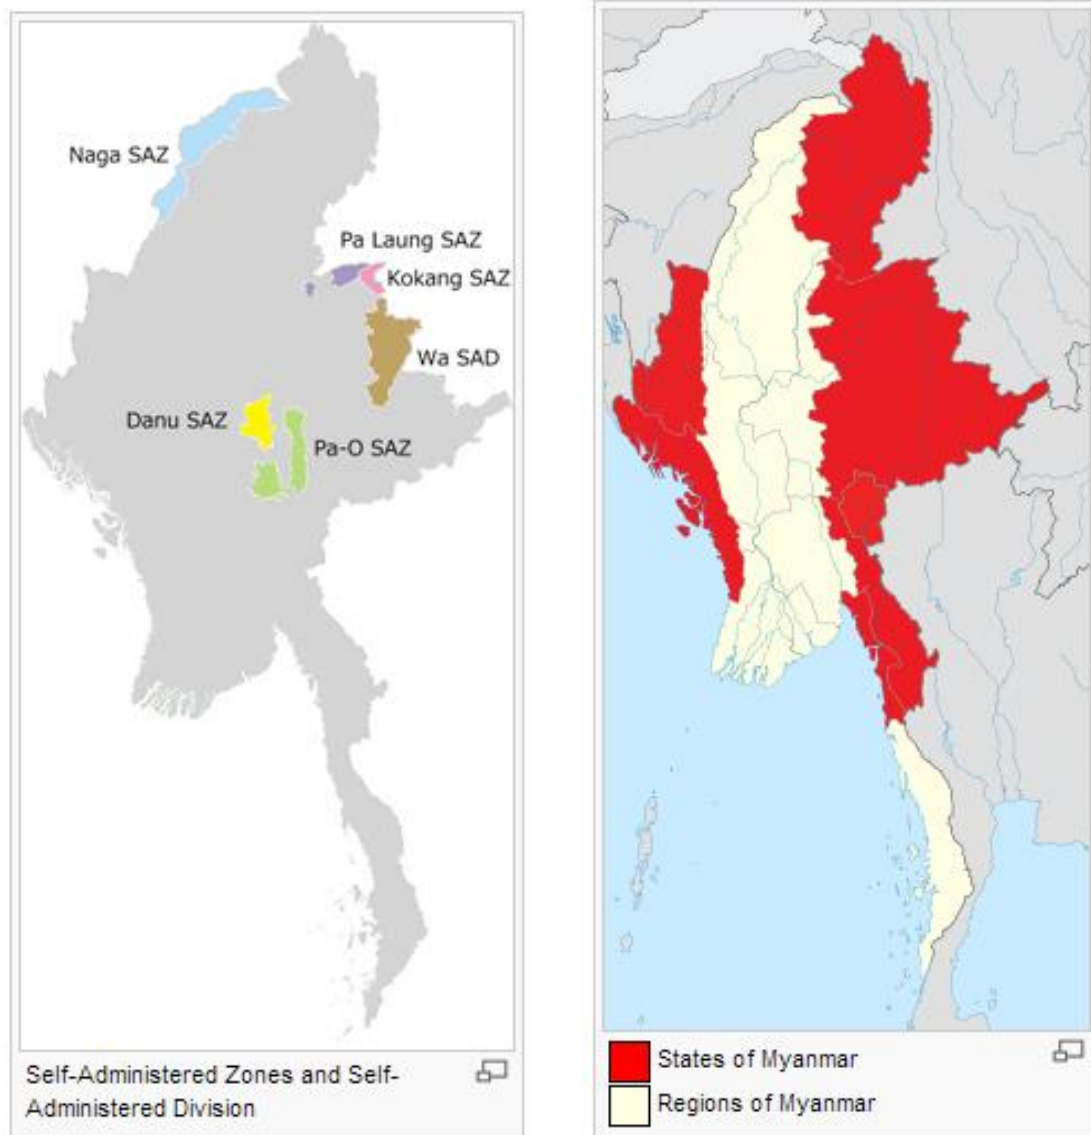 Naga SAZ
Pa Laung SAZ
Kokang SAZ
Wa SAD
Danu SAZ
Pa-O SAZ
Self-Administered Zones and Self-
Administered Division
States of Myanmar
Regions of Myanmar